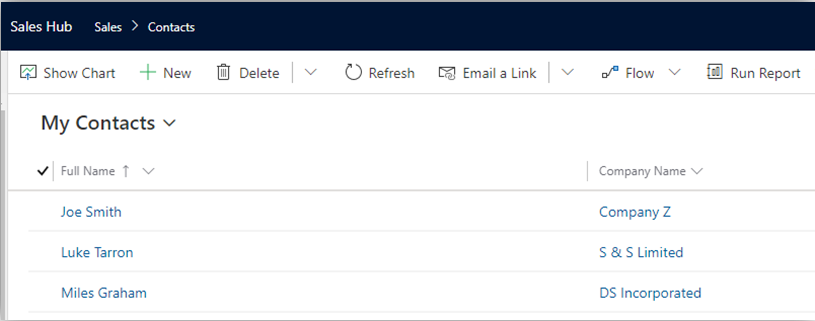 Sales Hub Sales > Contacts
Show Chart New Delete Refresh Email a Link Flow Run Report
My Contacts
Full Name ↑ Company Name
Joe Smith Company Z
Luke Tarron S & S Limited
Miles Graham DS Incorporated